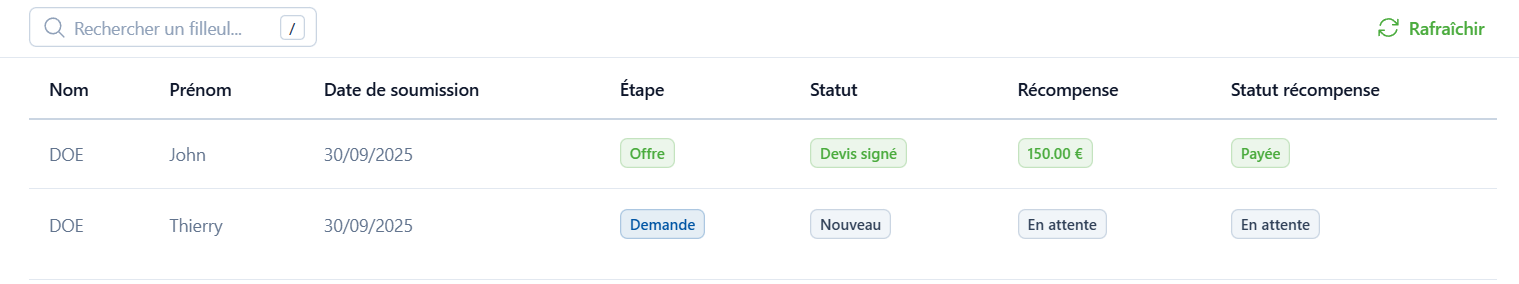 Rechercher un filleul... / Rafraîchir
Nom Prénom Date de soumission Étape Statut Récompense Statut récompense
DOE John 30/09/2025 Offre Devis signé 150.00 € Payée
DOE Thierry 30/09/2025 Demande Nouveau En attente En attente